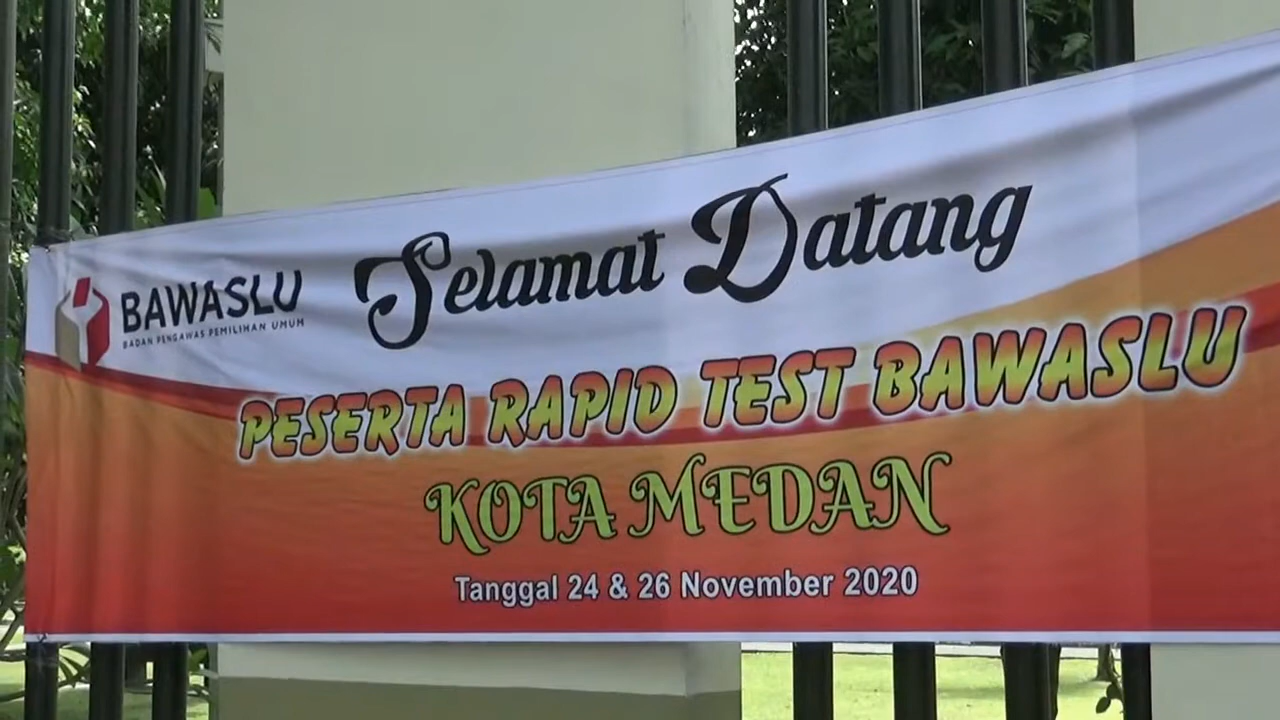 BAWASLU
BADAN PENGAWAS PEMILIHAN UMUM
Selamat Datang
PESERTA RAPID TEST BAWASLU
KOTA MEDAN
Tanggal 24 & 26 November 2020